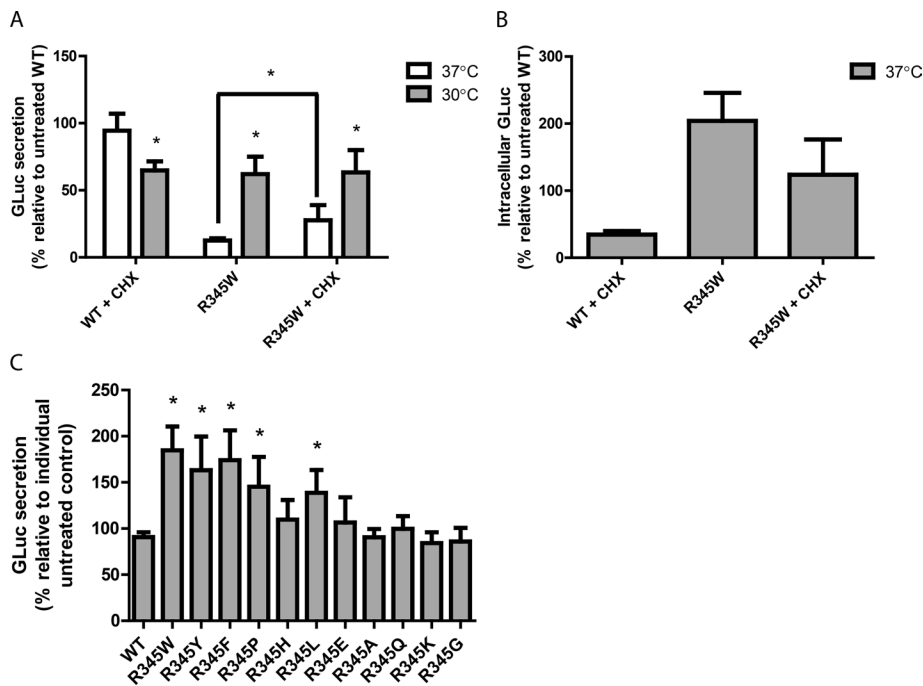 A
GLuc secretion
(% relative to untreated WT)
150
100
50
0
*
*
*
*
37°C
30°C
WT + CHX
R345W
R345W + CHX
B
Intracellular GLuc
(% relative to untreated WT)
300
200
100
0
37°C
WT + CHX
R345W
R345W + CHX
C
GLuc secretion
(% relative to individual
untreated control)
250
200
150
100
50
0
*
*
*
*
*
WT
R345W
R345Y
R345F
R345P
R345H
R345L
R345E
R345A
R345Q
R345K
R345G